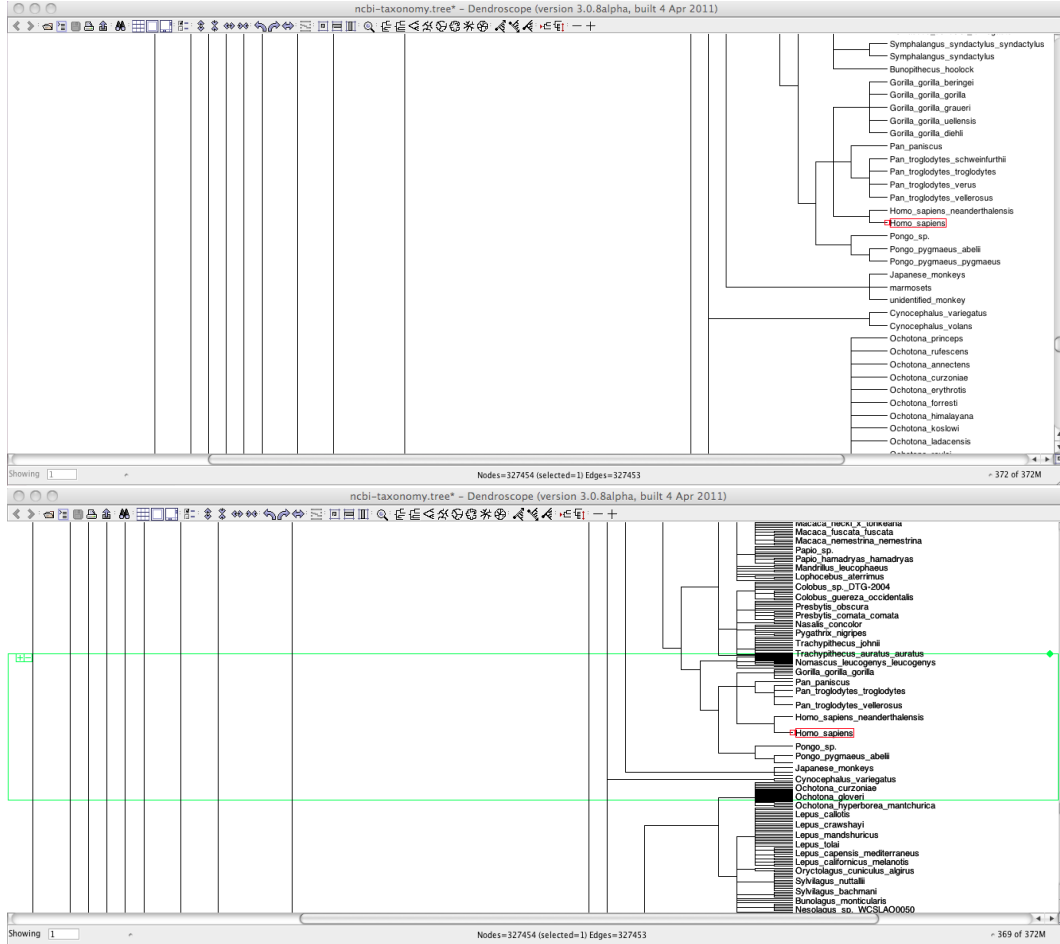 ncbi-taxonomy.tree* - Dendroscope (version 3.0.8alpha, built 4 Apr 2011)
Symphalangus_syndactylus_syndactylus
Symphalangus_syndactylus
Bunopithecus_hoolock
Gorilla_gorilla_beringei
Gorilla_gorilla_gorilla
Gorilla_gorilla_graueri
Gorilla_gorilla_uellensis
Gorilla_gorilla_diehli
Pan_paniscus
Pan_troglodytes_schweinfurthii
Pan_troglodytes_troglodytes
Pan_troglodytes_verus
Pan_troglodytes_vellerosus
Homo_sapiens_neanderthalensis
Homo_sapiens
Pongo_sp.
Pongo_pygmaeus_abelii
Pongo_pygmaeus_pygmaeus
Japanese_monkeys
marmosets
unidentified_monkey
Cynocephalus_variegatus
Cynocephalus_volans
Ochotona_princeps
Ochotona_rufescens
Ochotona_annectens
Ochotona_curzoniae
Ochotona_erythrotis
Ochotona_forresti
Ochotona_himalayana
Ochotona_koslowi
Ochotona_ladacensis
Showing 1 Nodes=327454 (selected=1) Edges=327453 372 of 372M
ncbi-taxonomy.tree* - Dendroscope (version 3.0.8alpha, built 4 Apr 2011)
Macaca_hecki_x_tonkeana
Macaca_fuscata_fuscata
Macaca_nemestrina_nemestrina
Papio_sp.
Papio_hamadryas_hamadryas
Mandrillus_leucophaeus
Lophocebus_aterrimus
Colobus_sp._DTG-2004
Colobus_guereza_occidentalis
Presbytis_obscura
Presbytis_comata_comata
Nasalis_concolor
Pygathrix_nigripes
Trachypithecus_johnii
Trachypithecus_auratus_auratus
Nomascus_leucogenys_leucogenys
Gorilla_gorilla_gorilla
Pan_paniscus
Pan_troglodytes_troglodytes
Pan_troglodytes_vellerosus
Homo_sapiens_neanderthalensis
Homo_sapiens
Pongo_sp.
Pongo_pygmaeus_abelii
Japanese_monkeys
Cynocephalus_variegatus
Ochotona_curzoniae
Ochotona_gloveri
Ochotona_hyperborea_mantchurica
Lepus_callotis
Lepus_crawshayi
Lepus_mandshuricus
Lepus_tolai
Lepus_capensis_mediterraneus
Lepus_californicus_melanotis
Oryctolagus_cuniculus_algirus
Sylvilagus_nuttallii
Sylvilagus_bachmani
Bunolagus_monticularis
Nesolagus_sp._WCSLAO0050
Showing 1 Nodes=327454 (selected=1) Edges=327453 369 of 372M